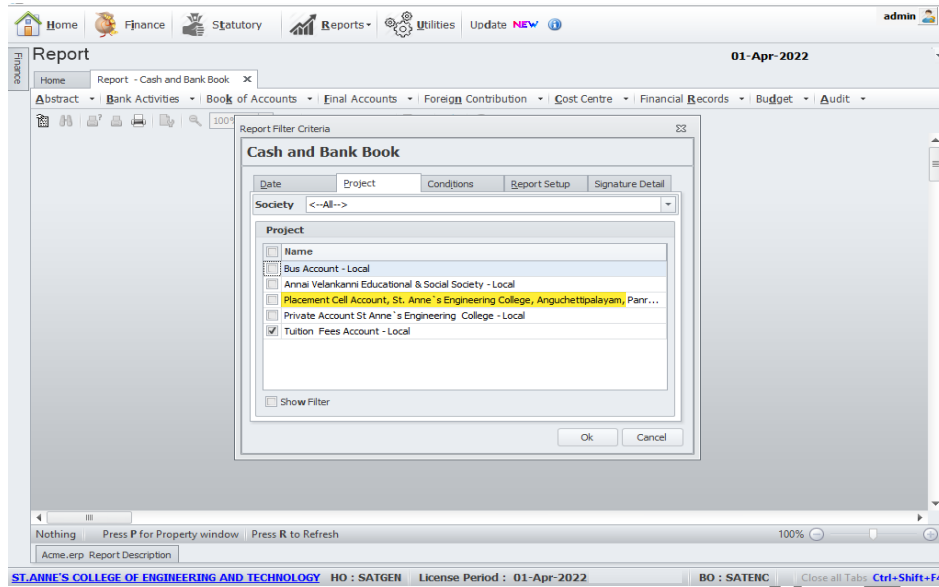 Home Finance Statutory Reports Utilities Update NEW admin
Finance
Report 01-Apr-2022
Home Report - Cash and Bank Book X
Abstract Bank Activities Book of Accounts Final Accounts Foreign Contribution Cost Centre Financial Records Budget Audit
100%
Report Filter Criteria
Cash and Bank Book
Date Project Conditions Report Setup Signature Detail
Society <--All-->
Project
Name
Bus Account - Local
Annai Velankanni Educational & Social Society - Local
Placement Cell Account, St. Anne`s Engineering College, Anguchettipalayam, Panr...
Private Account St Anne`s Engineering College - Local
Tuition Fees Account - Local
Show Filter
Ok Cancel
Nothing Press P for Property window Press R to Refresh 100%
Acme.erp Report Description
ST.ANNE'S COLLEGE OF ENGINEERING AND TECHNOLOGY HO : SATGEN License Period : 01-Apr-2022 BO : SATENC Close all Tabs Ctrl+Shift+F4